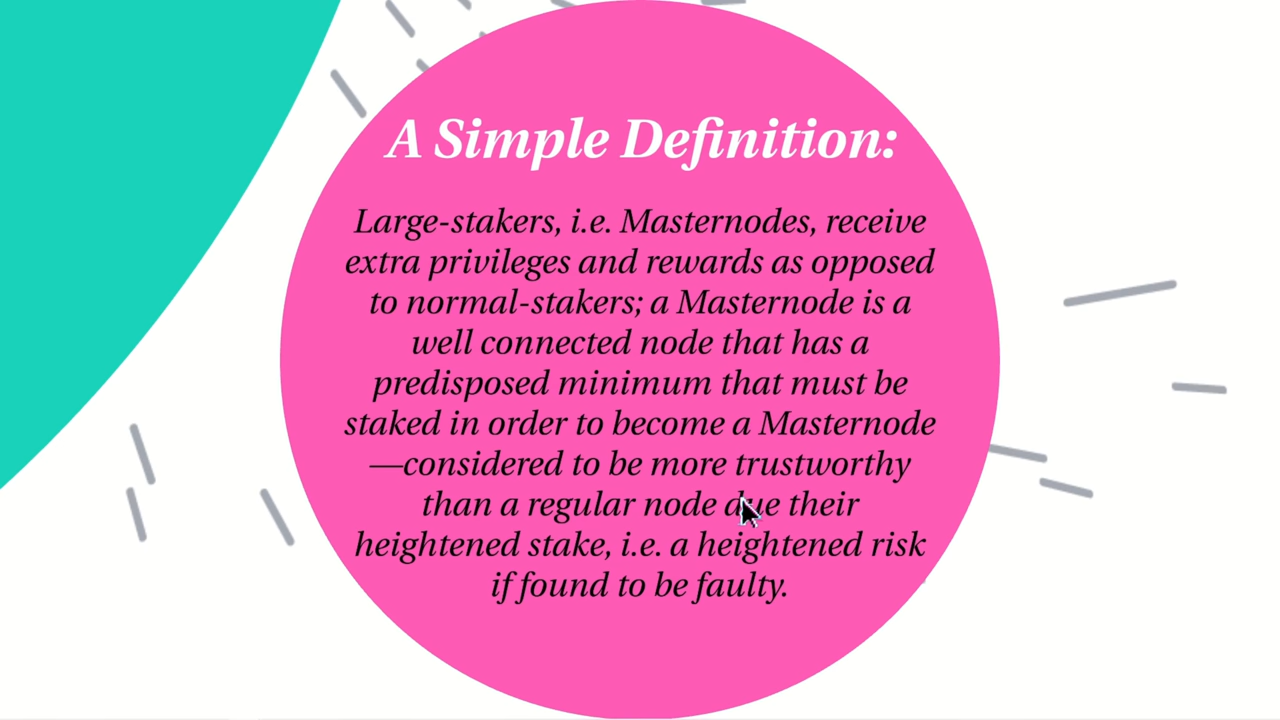 A Simple Definition:
Large-stakers, i.e. Masternodes, receive
extra privileges and rewards as opposed
to normal-stakers; a Masternode is a
well connected node that has a
predisposed minimum that must be
staked in order to become a Masternode
—considered to be more trustworthy
than a regular node due their
heightened stake, i.e. a heightened risk
if found to be faulty.